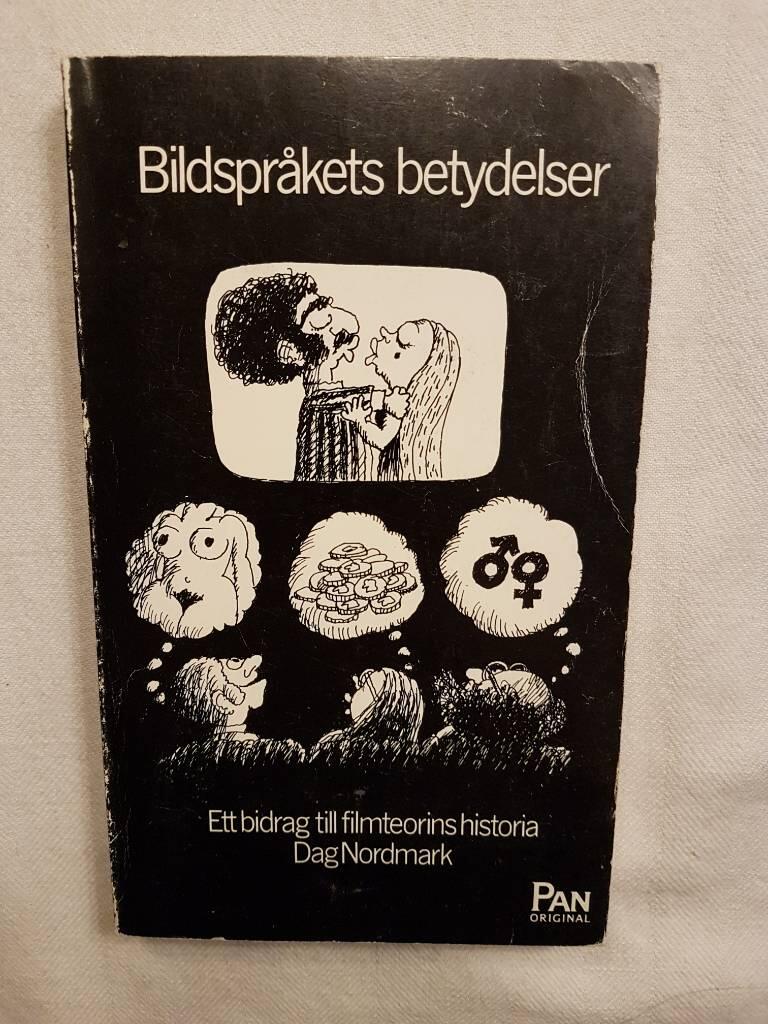 Bildspråkets betydelser
Ett bidrag till filmteorins historia
Dag Nordmark
PAN
ORIGINAL